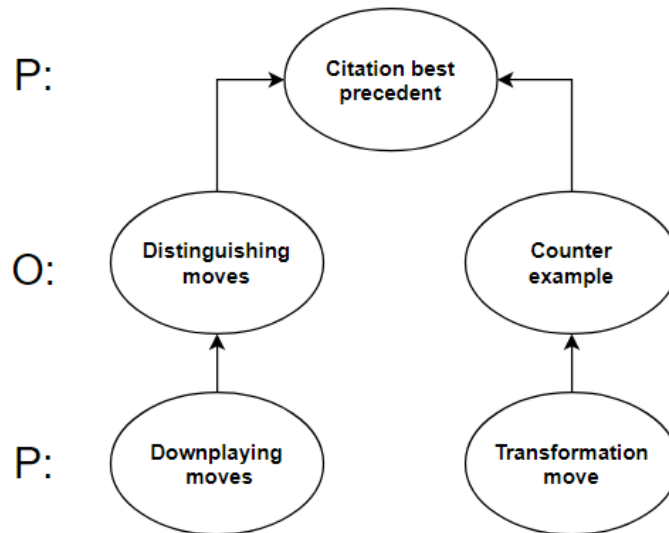 P:
Citation best
precedent
O:
Distinguishing
moves
Counter
example
P:
Downplaying
moves
Transformation
move